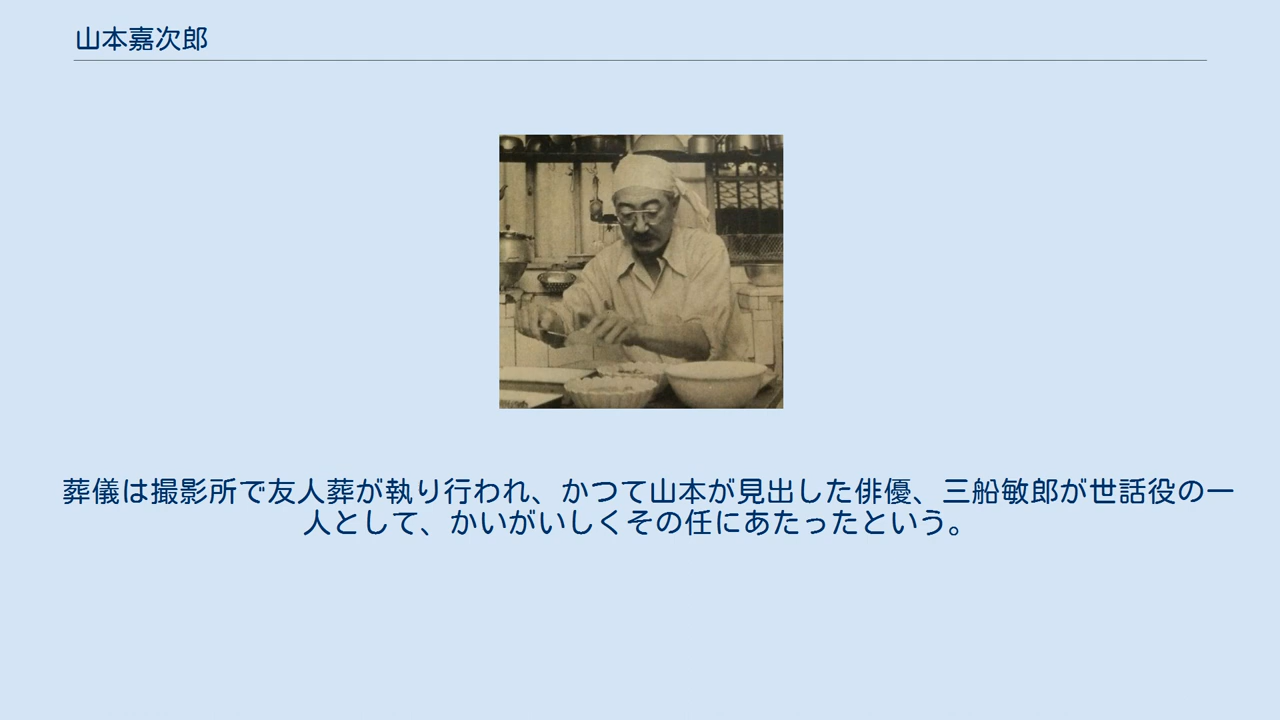 山本嘉次郎
葬儀は撮影所で友人葬が執り行われ、かつて山本が見出した俳優、三船敏郎が世話役の一
人として、かいがいしくその任にあたったという。